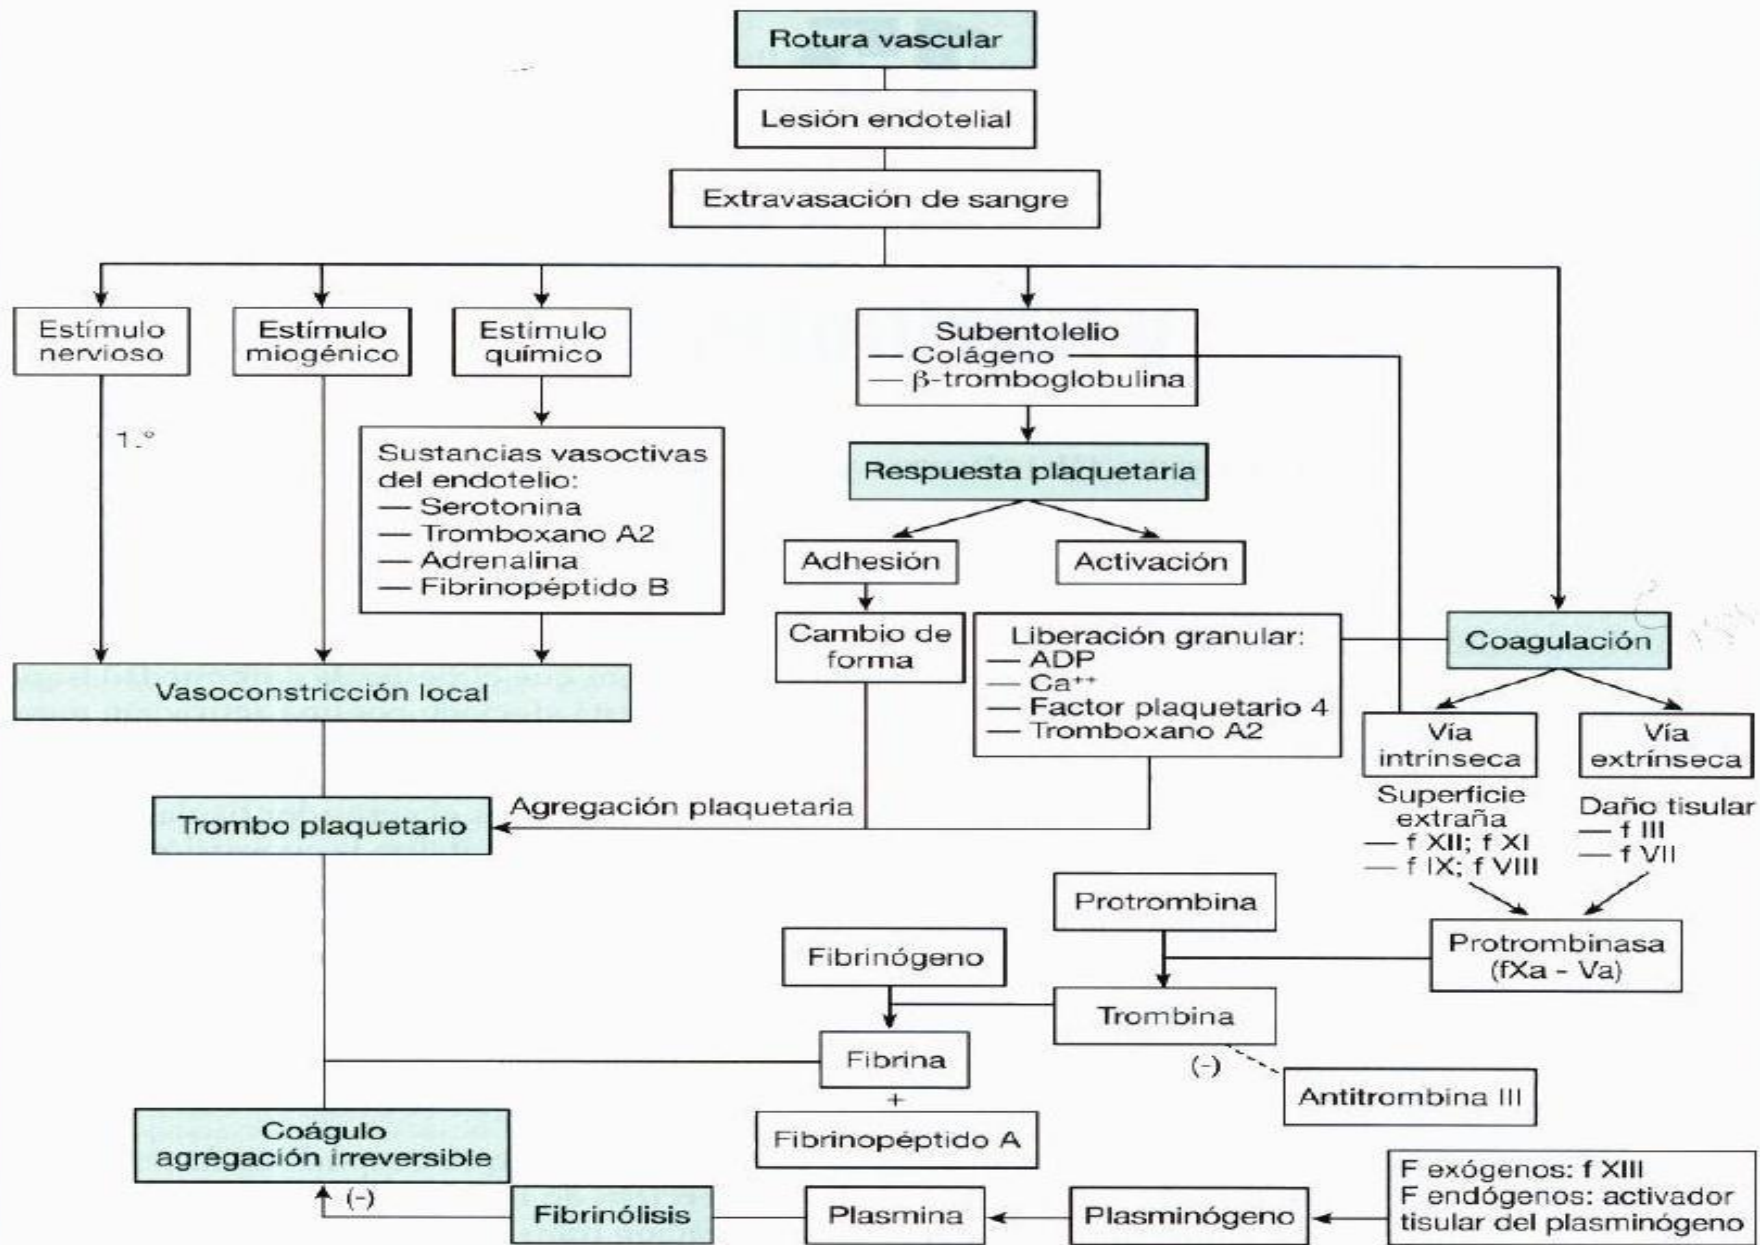 Rotura vascular
Lesión endotelial
Extravasación de sangre
Estímulo
nervioso
Estímulo
miogénico
Estímulo
químico
Subentolelio
— Colágeno
— β-tromboglobulina
1.°
Sustancias vasoctivas
del endotelio:
— Serotonina
— Tromboxano A2
— Adrenalina
— Fibrinopéptido B
Respuesta plaquetaria
Adhesión
Activación
Cambio de
forma
Liberación granular:
— ADP
— Ca⁺⁺
— Factor plaquetario 4
— Tromboxano A2
Coagulación
Vasoconstricción local
Vía
intrínseca
Vía
extrínseca
Superficie
extraña
— f XII; f XI
— f IX; f VIII
Daño tisular
— f III
— f VII
Trombo plaquetario
Agregación plaquetaria
Protrombina
Protrombinasa
(fXa - Va)
Fibrinógeno
Trombina
Fibrina
+
Fibrinopéptido A
(-)
Antitrombina III
Coágulo
agregación irreversible
(-)
Fibrinólisis
Plasmina
Plasminógeno
F exógenos: f XIII
F endógenos: activador
tisular del plasminógeno